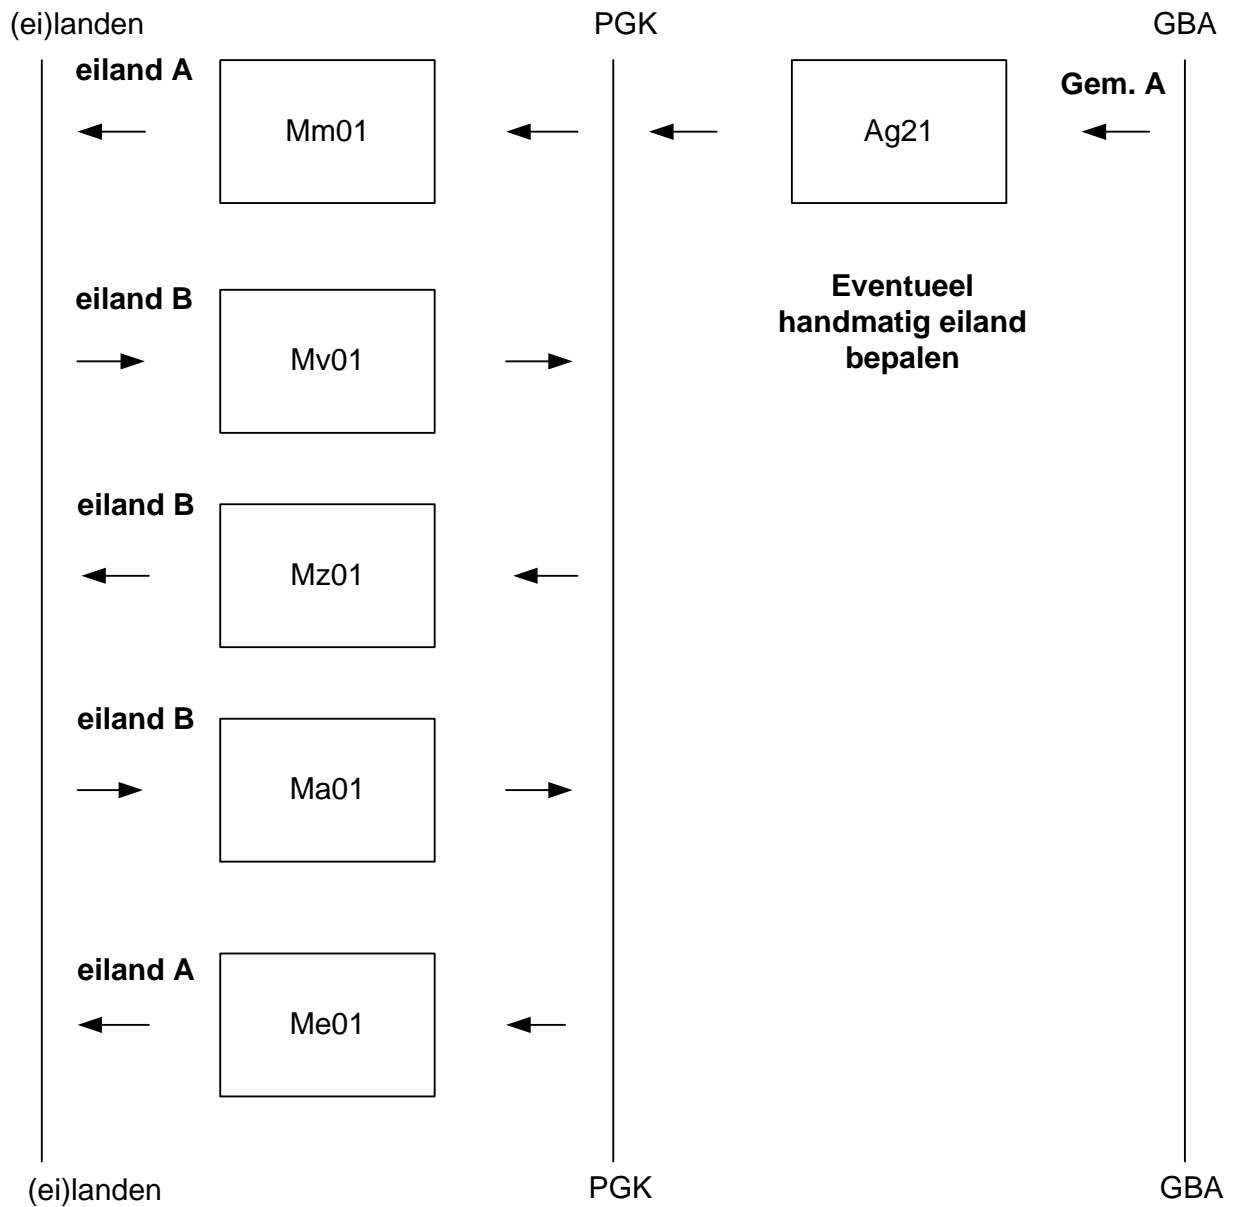 (ei)landen
PGK
GBA
eiland A
Mm01
Ag21
Gem. A
eiland B
Mv01
Eventueel
handmatig eiland
bepalen
eiland B
Mz01
eiland B
Ma01
eiland A
Me01
(ei)landen
PGK
GBA